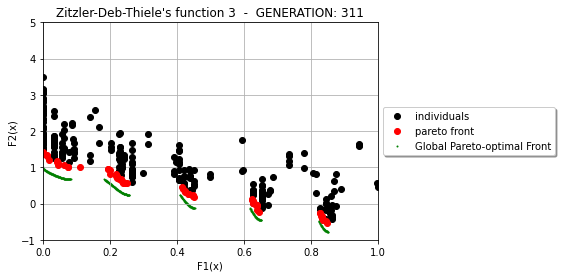 Zitzler-Deb-Thiele's function 3 - GENERATION: 311
5
4
3
2
1
0
−1
F2(x)
0.0 0.2 0.4 0.6 0.8 1.0
F1(x)
individuals
pareto front
Global Pareto-optimal Front